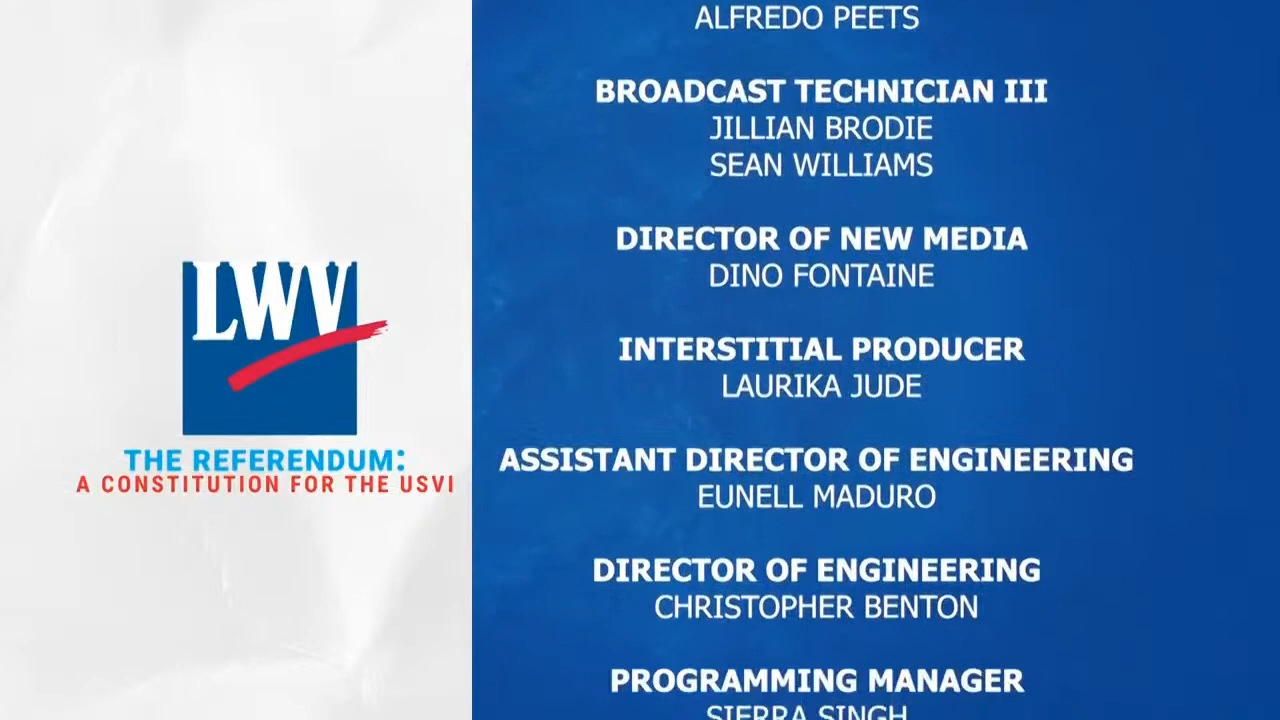 LWV
THE REFERENDUM:
A CONSTITUTION FOR THE USVI
ALFREDO PEETS
BROADCAST TECHNICIAN III
JILLIAN BRODIE
SEAN WILLIAMS
DIRECTOR OF NEW MEDIA
DINO FONTAINE
INTERSTITIAL PRODUCER
LAURIKA JUDE
ASSISTANT DIRECTOR OF ENGINEERING
EUNELL MADURO
DIRECTOR OF ENGINEERING
CHRISTOPHER BENTON
PROGRAMMING MANAGER
SIERRA SINGH